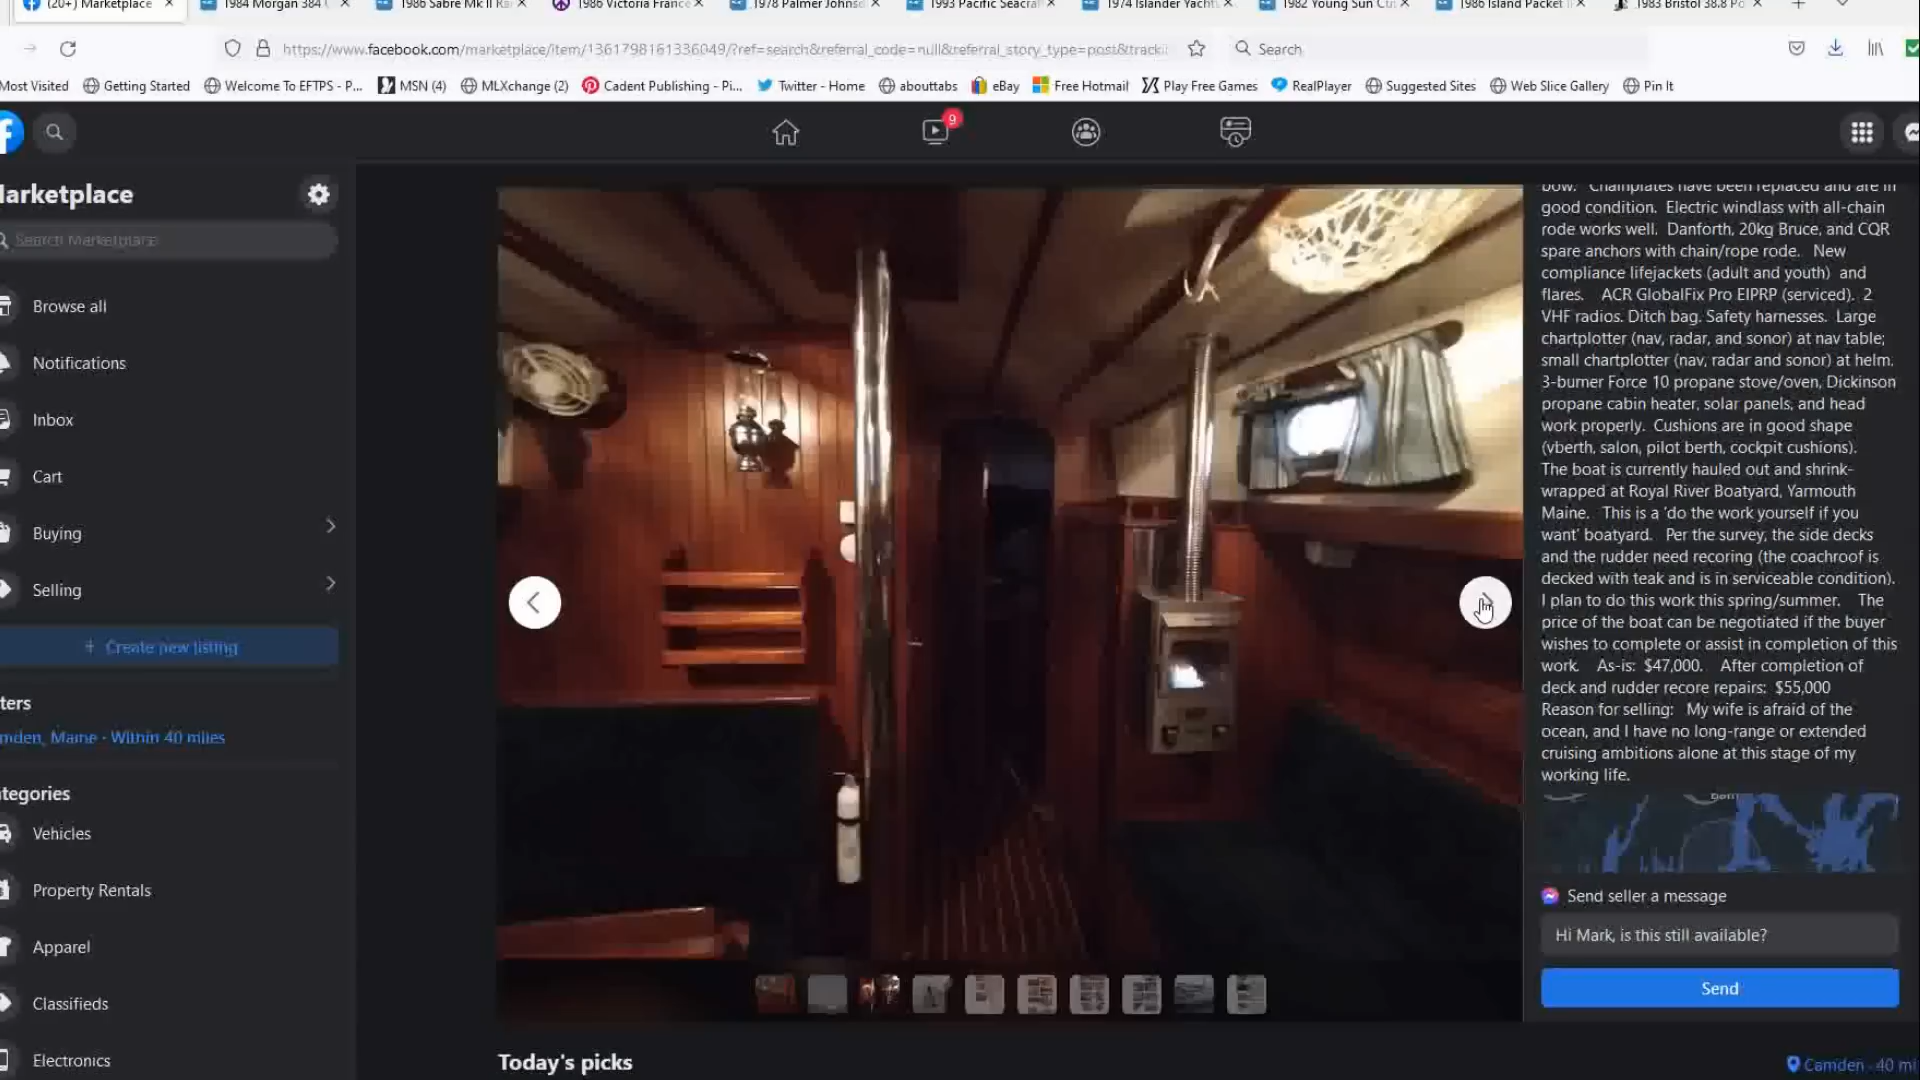 (20+) Marketplace
1984 Morgan 384
1986 Sabre Mk II
1986 Victoria France
1978 Palmer Johns
1993 Pacific Seacraf
1974 Islander Yacht
1982 Young Sun Cu
1986 Island Packet
1983 Bristol 38.8 Po
https://www.facebook.com/marketplace/item/1361798161336049/?ref=search&referral_code=null&referral_story_type=post&tracki
Search
Most Visited
Getting Started
Welcome To EFTPS - P...
MSN (4)
MLXchange (2)
Cadent Publishing - Pi...
Twitter - Home
abouttabs
eBay
Free Hotmail
Play Free Games
RealPlayer
Suggested Sites
Web Slice Gallery
Pin It
9
arketplace
Search Marketplace
Browse all
Notifications
Inbox
Cart
Buying
Selling
+ Create new listing
ters
mden, Maine · Within 40 miles
tegories
Vehicles
Property Rentals
Apparel
Classifieds
Electronics
bow. Chainplates have been replaced and are in
good condition. Electric windlass with all-chain
rode works well. Danforth, 20kg Bruce, and CQR
spare anchors with chain/rope rode. New
compliance lifejackets (adult and youth) and
flares. ACR GlobalFix Pro EIPRP (serviced). 2
VHF radios. Ditch bag. Safety harnesses. Large
chartplotter (nav, radar, and sonor) at nav table;
small chartplotter (nav, radar and sonor) at helm.
3-burner Force 10 propane stove/oven, Dickinson
propane cabin heater, solar panels, and head
work properly. Cushions are in good shape
(vberth, salon, pilot berth, cockpit cushions).
The boat is currently hauled out and shrink-
wrapped at Royal River Boatyard, Yarmouth
Maine. This is a 'do the work yourself if you
want' boatyard. Per the survey, the side decks
and the rudder need recoring (the coachroof is
decked with teak and is in serviceable condition).
I plan to do this work this spring/summer. The
price of the boat can be negotiated if the buyer
wishes to complete or assist in completion of this
work. As-is: $47,000. After completion of
deck and rudder recore repairs: $55,000
Reason for selling: My wife is afraid of the
ocean, and I have no long-range or extended
cruising ambitions alone at this stage of my
working life.
Send seller a message
Hi Mark, is this still available?
Send
Today's picks
Camden · 40 mi